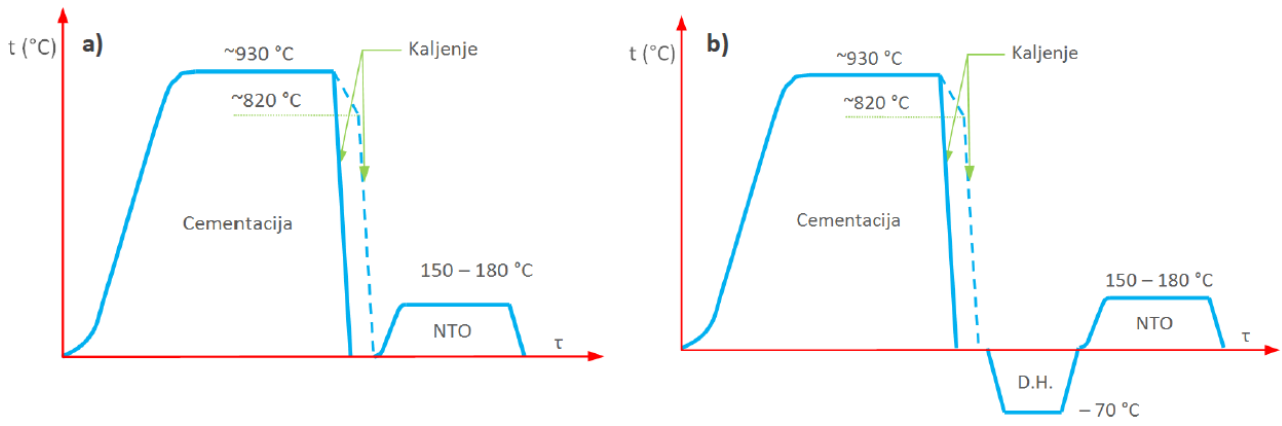 t (°C)
a)
~930 °C
~820 °C
Kaljenje
Cementacija
150 – 180 °C
NTO
τ
t (°C)
b)
~930 °C
~820 °C
Kaljenje
Cementacija
150 – 180 °C
NTO
τ
D.H.
– 70 °C